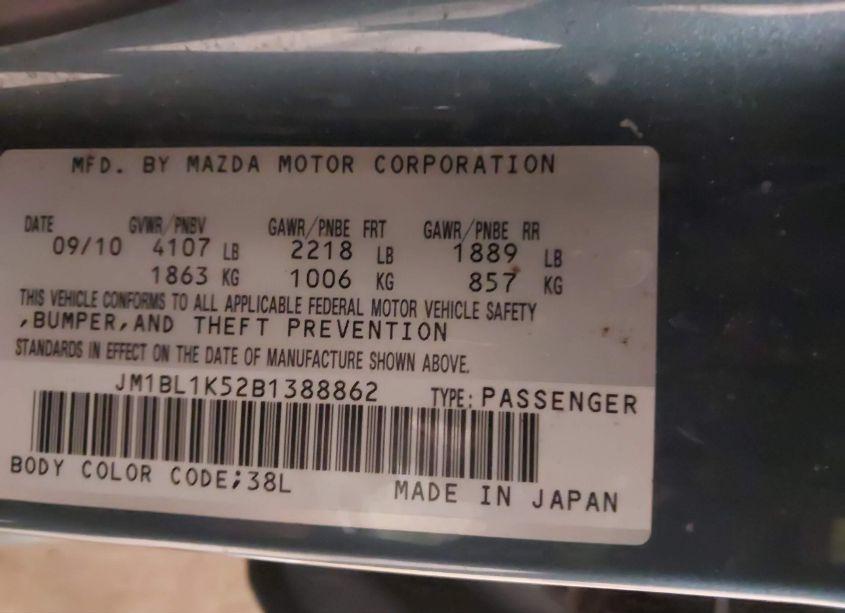 MFD. BY MAZDA MOTOR CORPORATION
DATE GVWR/PNBV GAWR/PNBE FRT GAWR/PNBE RR
09/10 4107 LB 2218 LB 1889 LB
1863 KG 1006 KG 857 KG
THIS VEHICLE CONFORMS TO ALL APPLICABLE FEDERAL MOTOR VEHICLE SAFETY
,BUMPER,AND THEFT PREVENTION
STANDARDS IN EFFECT ON THE DATE OF MANUFACTURE SHOWN ABOVE.
JM1BL1K52B1388862 TYPE: PASSENGER
BODY COLOR CODE;38L MADE IN JAPAN